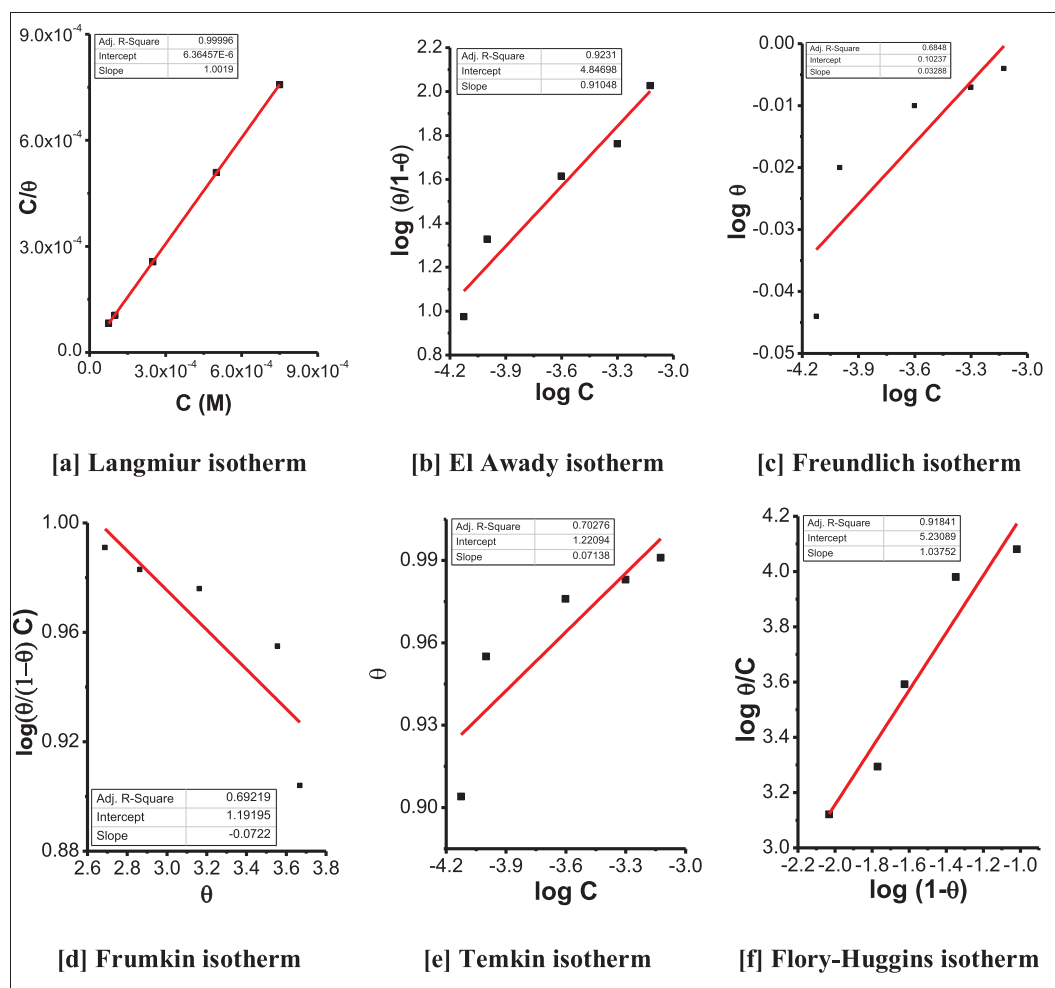 9.0x10⁻⁴
6.0x10⁻⁴
3.0x10⁻⁴
0.0
C/θ
Adj. R-Square 0.99996
Intercept 6.36457E-6
Slope 1.0019
0.0 3.0x10⁻⁴ 6.0x10⁻⁴ 9.0x10⁻⁴
C (M)
[a] Langmiur isotherm
2.2
2.0
1.8
1.6
1.4
1.2
1.0
0.8
log (θ/1-θ)
Adj. R-Square 0.9231
Intercept 4.84698
Slope 0.91048
-4.2 -3.9 -3.6 -3.3 -3.0
log C
[b] El Awady isotherm
0.00
-0.01
-0.02
-0.03
-0.04
-0.05
log θ
Adj. R-Square 0.6848
Intercept 0.10237
Slope 0.03288
-4.2 -3.9 -3.6 -3.3 -3.0
log C
[c] Freundlich isotherm
1.00
0.96
0.92
0.88
log(θ/(1−θ) C)
Adj. R-Square 0.69219
Intercept 1.19195
Slope -0.0722
2.6 2.8 3.0 3.2 3.4 3.6 3.8
θ
[d] Frumkin isotherm
0.99
0.96
0.93
0.90
θ
Adj. R-Square 0.70276
Intercept 1.22094
Slope 0.07138
-4.2 -3.9 -3.6 -3.3 -3.0
log C
[e] Temkin isotherm
4.2
4.0
3.8
3.6
3.4
3.2
3.0
log θ/C
Adj. R-Square 0.91841
Intercept 5.23089
Slope 1.03752
-2.2 -2.0 -1.8 -1.6 -1.4 -1.2 -1.0
log (1-θ)
[f] Flory-Huggins isotherm